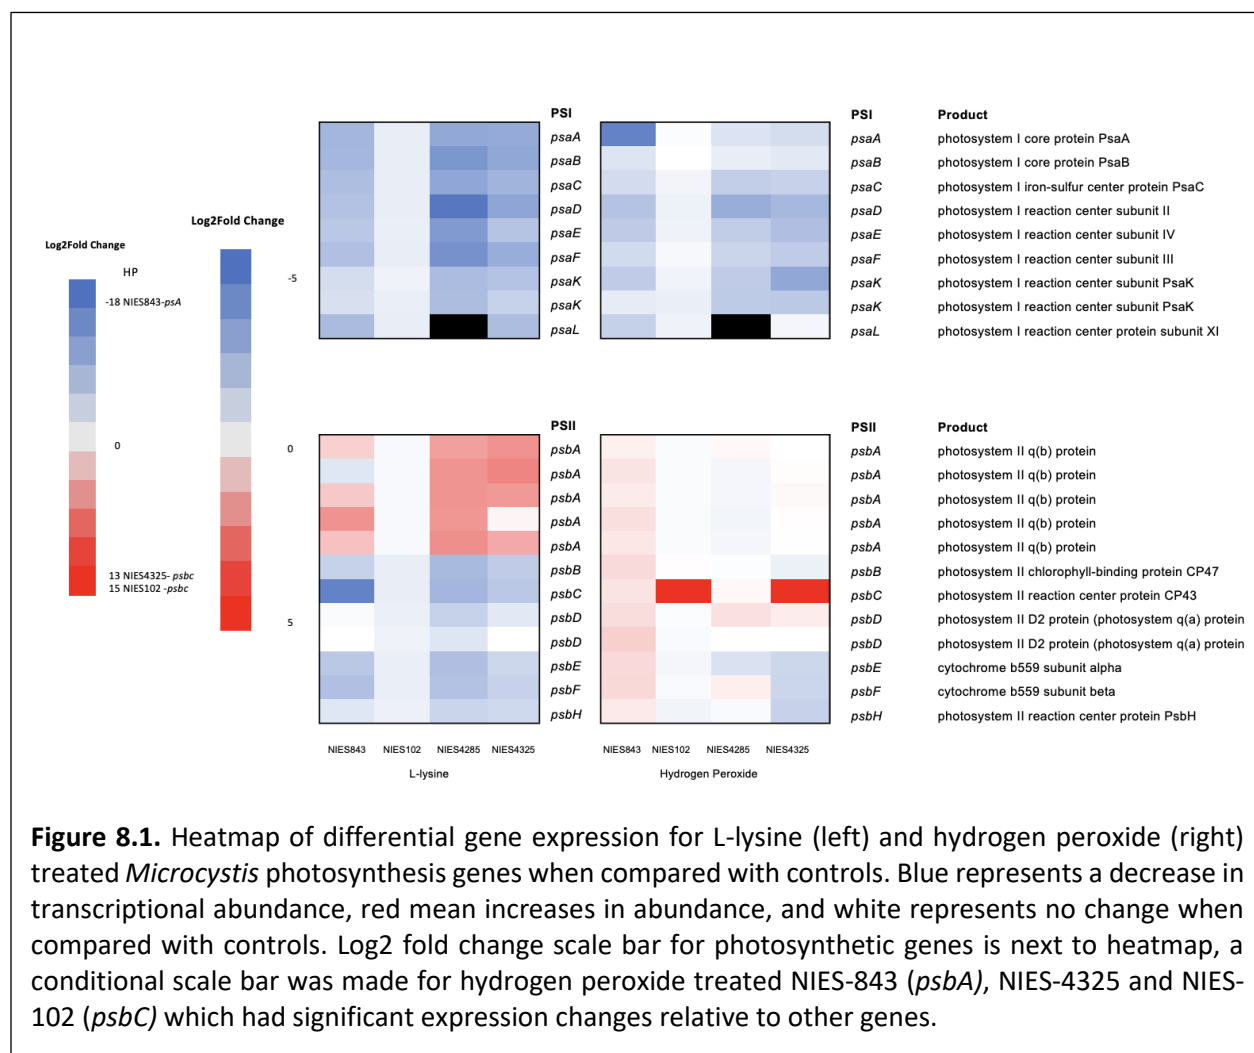 PSI
PSI Product
psaA psaA photosystem I core protein PsaA
psaB psaB photosystem I core protein PsaB
psaC psaC photosystem I iron-sulfur center protein PsaC
psaD psaD photosystem I reaction center subunit II
psaE psaE photosystem I reaction center subunit IV
psaF psaF photosystem I reaction center subunit III
psaK psaK photosystem I reaction center subunit PsaK
psaK psaK photosystem I reaction center subunit PsaK
psaL psaL photosystem I reaction center protein subunit XI
Log2Fold Change
HP
-18 NIES843-psA
0
13 NIES4325- psbc
15 NIES102 -psbc
Log2Fold Change
-5
0
5
PSII
PSII Product
psbA psbA photosystem II q(b) protein
psbA psbA photosystem II q(b) protein
psbA psbA photosystem II q(b) protein
psbA psbA photosystem II q(b) protein
psbA psbA photosystem II q(b) protein
psbB psbB photosystem II chlorophyll-binding protein CP47
psbC psbC photosystem II reaction center protein CP43
psbD psbD photosystem II D2 protein (photosystem q(a) protein
psbD psbD photosystem II D2 protein (photosystem q(a) protein
psbE psbE cytochrome b559 subunit alpha
psbF psbF cytochrome b559 subunit beta
psbH psbH photosystem II reaction center protein PsbH
NIES843 NIES102 NIES4285 NIES4325 NIES843 NIES102 NIES4285 NIES4325
L-lysine Hydrogen Peroxide
Figure 8.1. Heatmap of differential gene expression for L-lysine (left) and hydrogen peroxide (right)
treated Microcystis photosynthesis genes when compared with controls. Blue represents a decrease in
transcriptional abundance, red mean increases in abundance, and white represents no change when
compared with controls. Log2 fold change scale bar for photosynthetic genes is next to heatmap, a
conditional scale bar was made for hydrogen peroxide treated NIES-843 (psbA), NIES-4325 and NIES-
102 (psbC) which had significant expression changes relative to other genes.